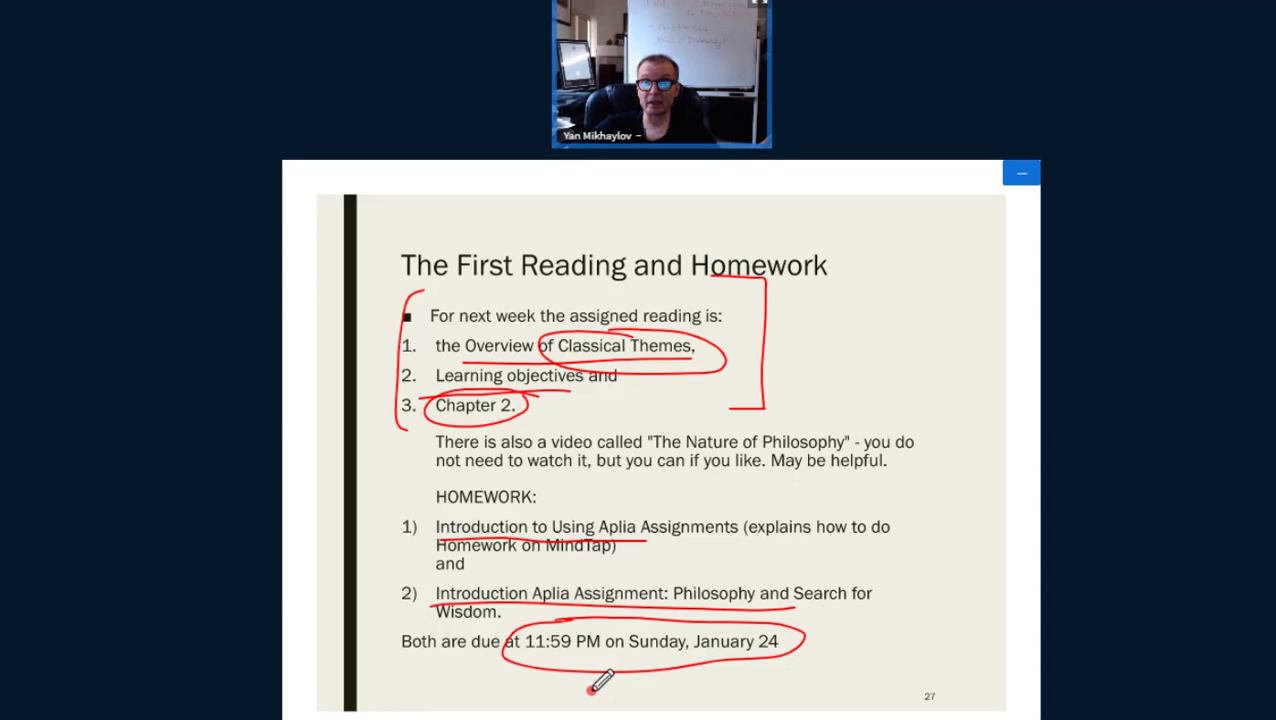 Yan Mikhaylov
The First Reading and Homework
■ For next week the assigned reading is:
1. the Overview of Classical Themes,
2. Learning objectives and
3. Chapter 2.
There is also a video called "The Nature of Philosophy" - you do
not need to watch it, but you can if you like. May be helpful.
HOMEWORK:
1) Introduction to Using Aplia Assignments (explains how to do
Homework on MindTap)
and
2) Introduction Aplia Assignment: Philosophy and Search for
Wisdom.
Both are due at 11:59 PM on Sunday, January 24
27